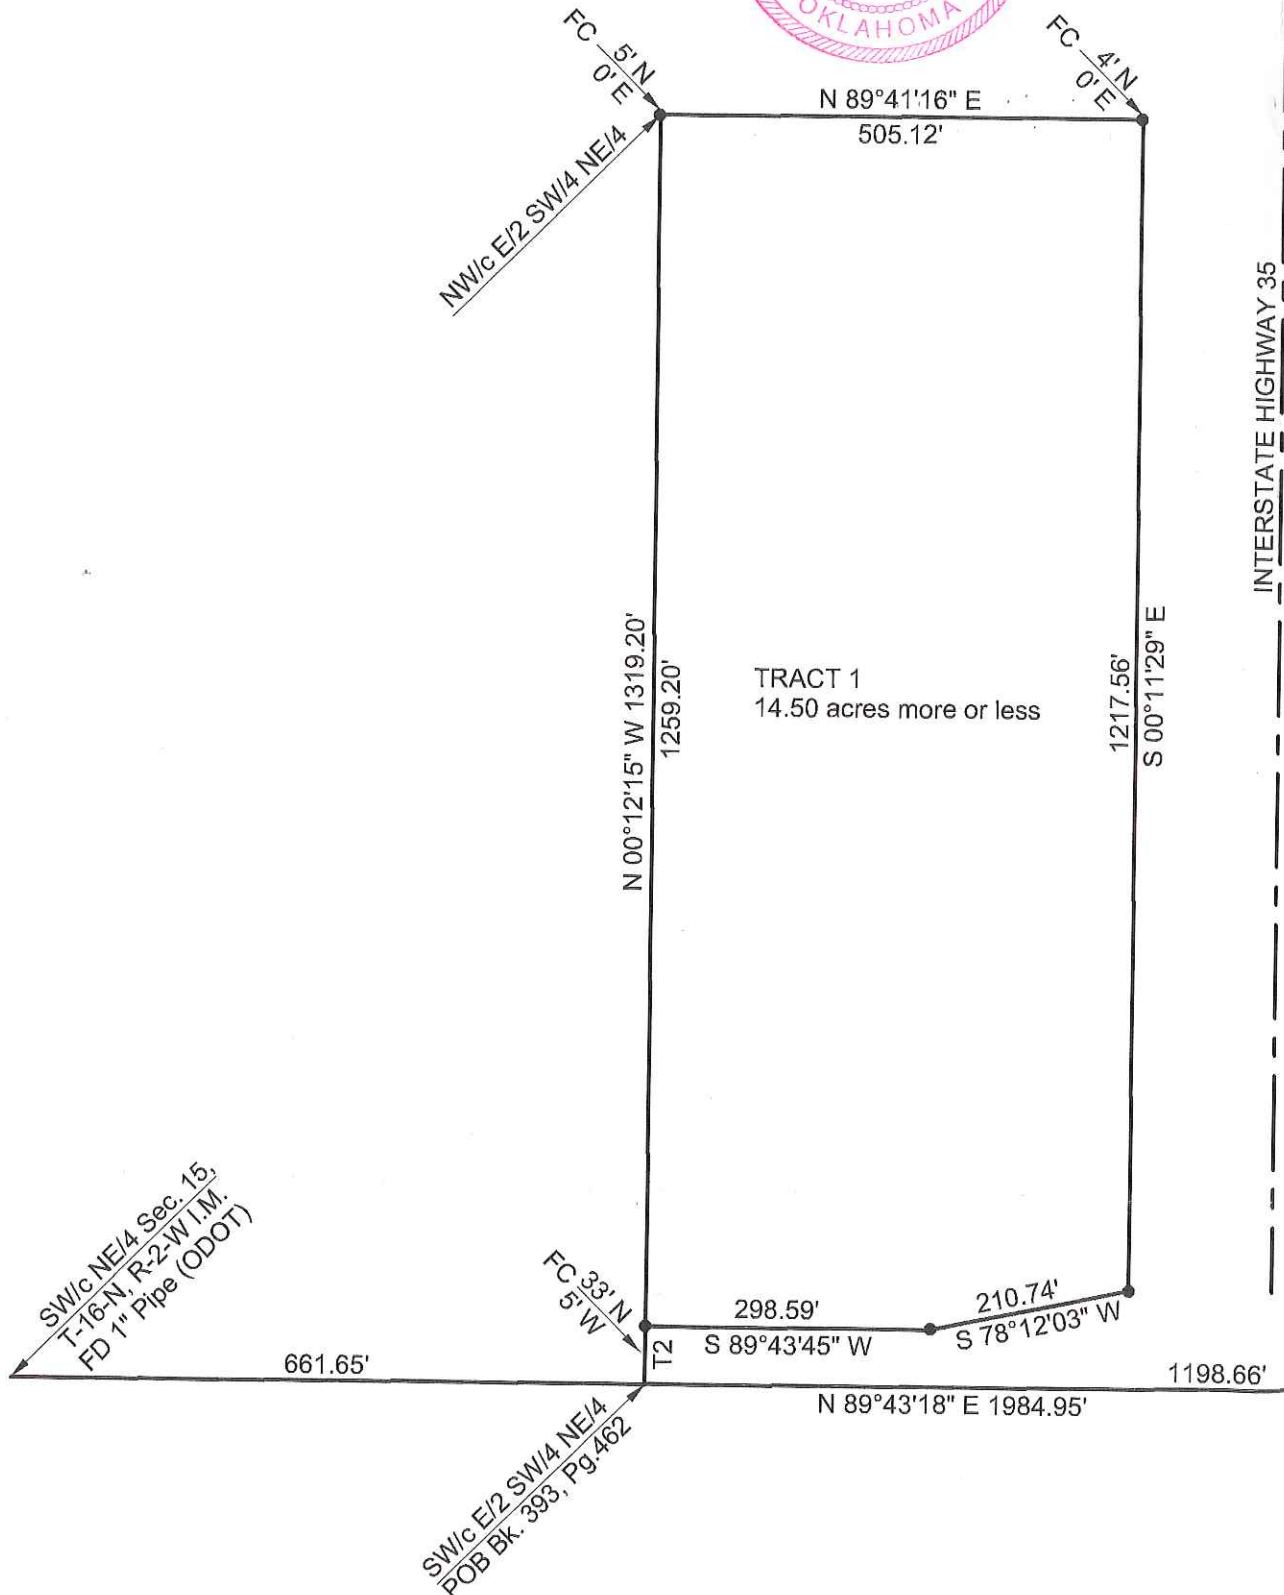 OKLAHOMA
FC 5' N
0' E
FC 4' N
0' E
N 89°41'16" E
505.12'
NW/c E/2 SW/4 NE/4
INTERSTATE HIGHWAY 35
N 00°12'15" W 1319.20'
1259.20'
TRACT 1
14.50 acres more or less
1217.56'
S 00°11'29" E
SW/c NE/4 Sec. 15,
T-16-N, R-2-W I.M.
FD 1" Pipe (ODOT)
FC 33' N
5' W
298.59'
S 89°43'45" W
210.74'
S 78°12'03" W
T2
661.65'
1198.66'
N 89°43'18" E 1984.95'
SW/c E/2 SW/4 NE/4
POB Bk. 393, Pg.462